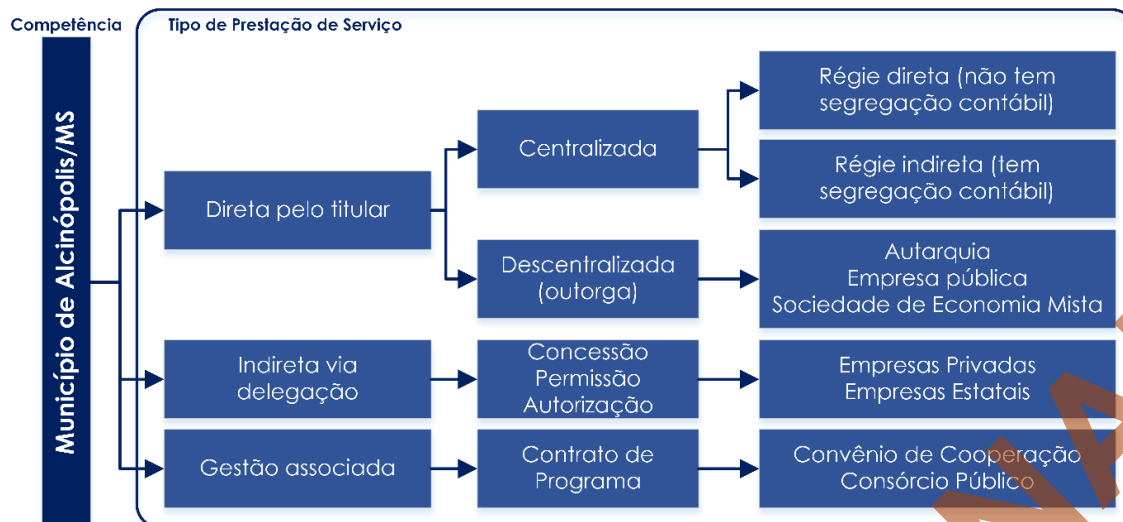 Competência
Tipo de Prestação de Serviço
Município de Alcinópolis/MS
Direta pelo titular
Centralizada
Régie direta (não tem
segregação contábil)
Régie indireta (tem
segregação contábil)
Descentralizada
(outorga)
Autarquia
Empresa pública
Sociedade de Economia Mista
Indireta via
delegação
Concessão
Permissão
Autorização
Empresas Privadas
Empresas Estatais
Gestão associada
Contrato de
Programa
Convênio de Cooperação
Consórcio Público